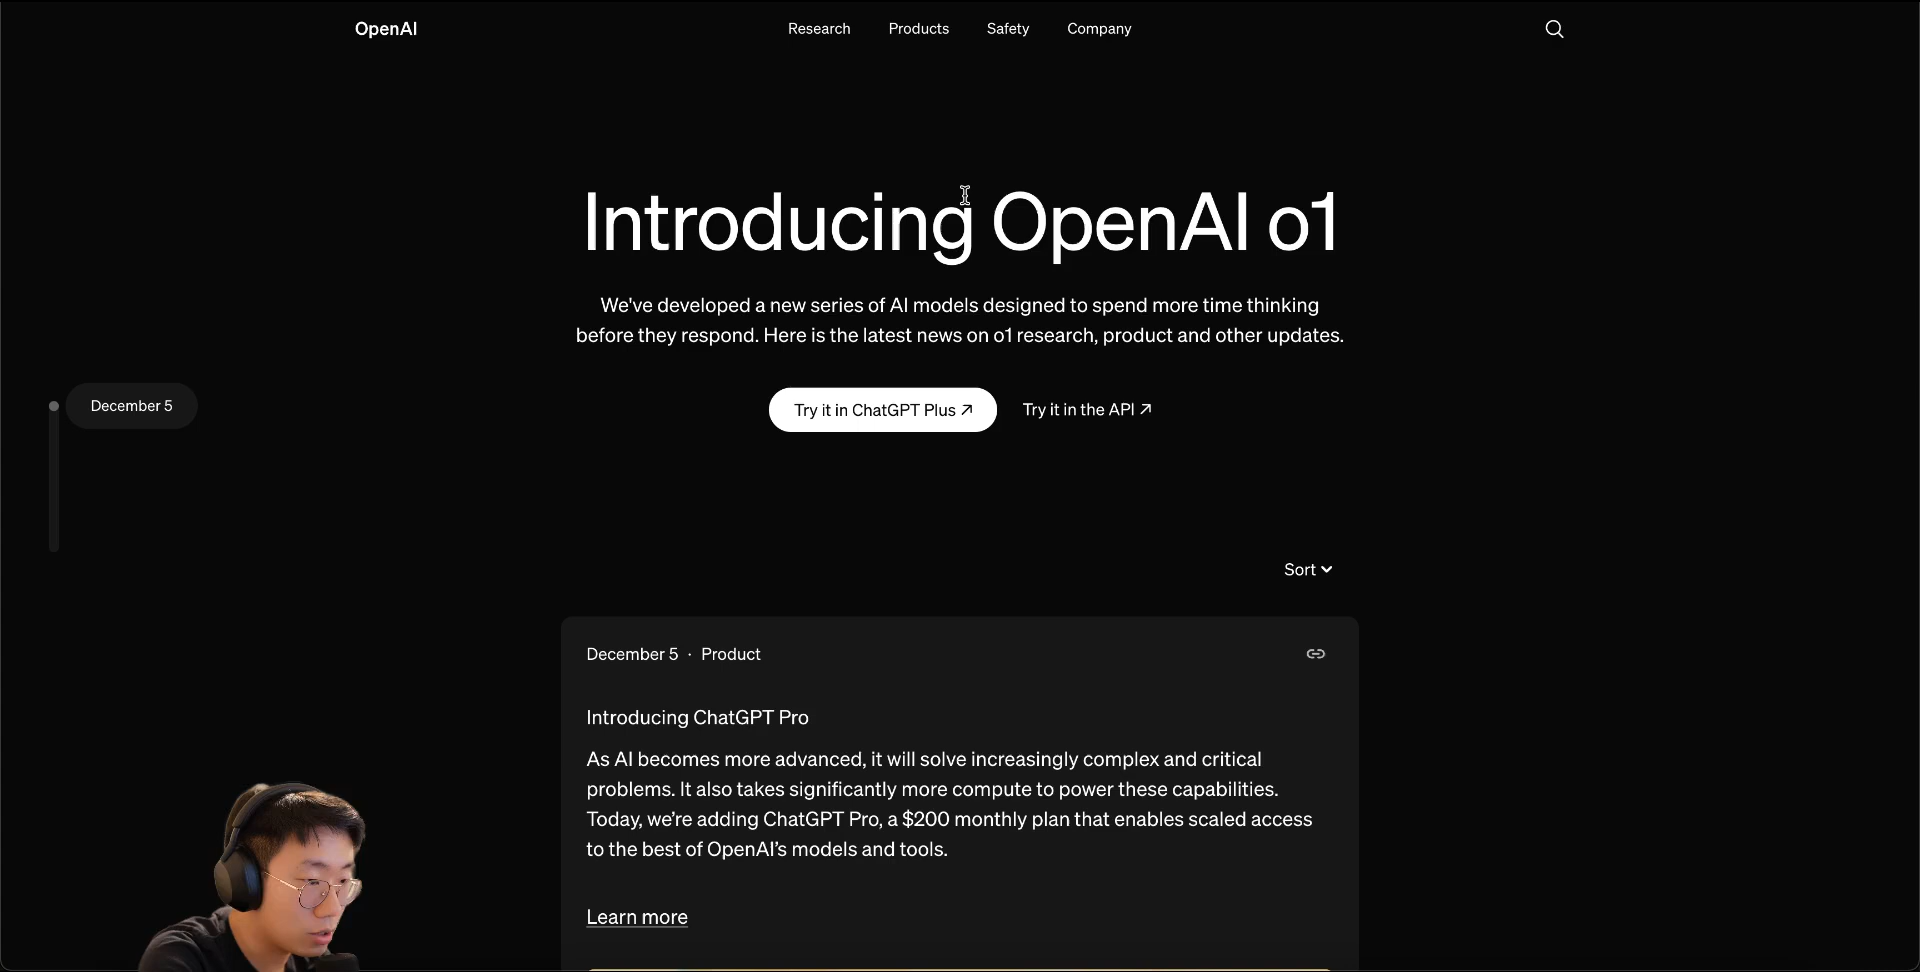 OpenAI
Research
Products
Safety
Company
Introducing OpenAI o1
We've developed a new series of AI models designed to spend more time thinking
before they respond. Here is the latest news on o1 research, product and other updates.
Try it in ChatGPT Plus ↗
Try it in the API ↗
December 5
Sort
December 5 · Product
Introducing ChatGPT Pro
As AI becomes more advanced, it will solve increasingly complex and critical
problems. It also takes significantly more compute to power these capabilities.
Today, we’re adding ChatGPT Pro, a $200 monthly plan that enables scaled access
to the best of OpenAI’s models and tools.
Learn more